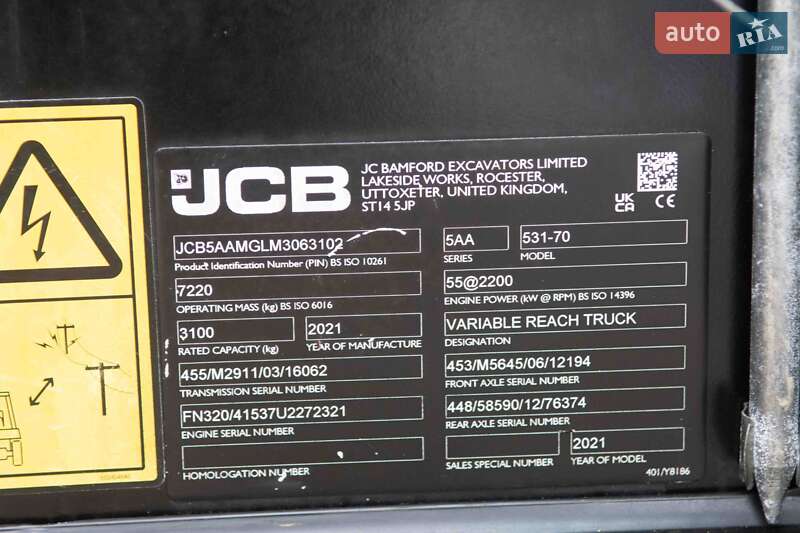 auto RIA .com
JCB
JC BAMFORD EXCAVATORS LIMITED
LAKESIDE WORKS, ROCESTER,
UTTOXETER, UNITED KINGDOM,
ST14 5JP
UK
CA
CE
JCB5AAMGLM3063102
Product Identification Number (PIN) BS ISO 10261
5AA
SERIES
531-70
MODEL
7220
OPERATING MASS (kg) BS ISO 6016
55@2200
ENGINE POWER (kW @ RPM) BS ISO 14396
3100
RATED CAPACITY (kg)
2021
YEAR OF MANUFACTURE
VARIABLE REACH TRUCK
DESIGNATION
455/M2911/03/16062
TRANSMISSION SERIAL NUMBER
453/M5645/06/12194
FRONT AXLE SERIAL NUMBER
FN320/41537U2272321
ENGINE SERIAL NUMBER
448/58590/12/76374
REAR AXLE SERIAL NUMBER
HOMOLOGATION NUMBER
SALES SPECIAL NUMBER
2021
YEAR OF MODEL
401/Y8186